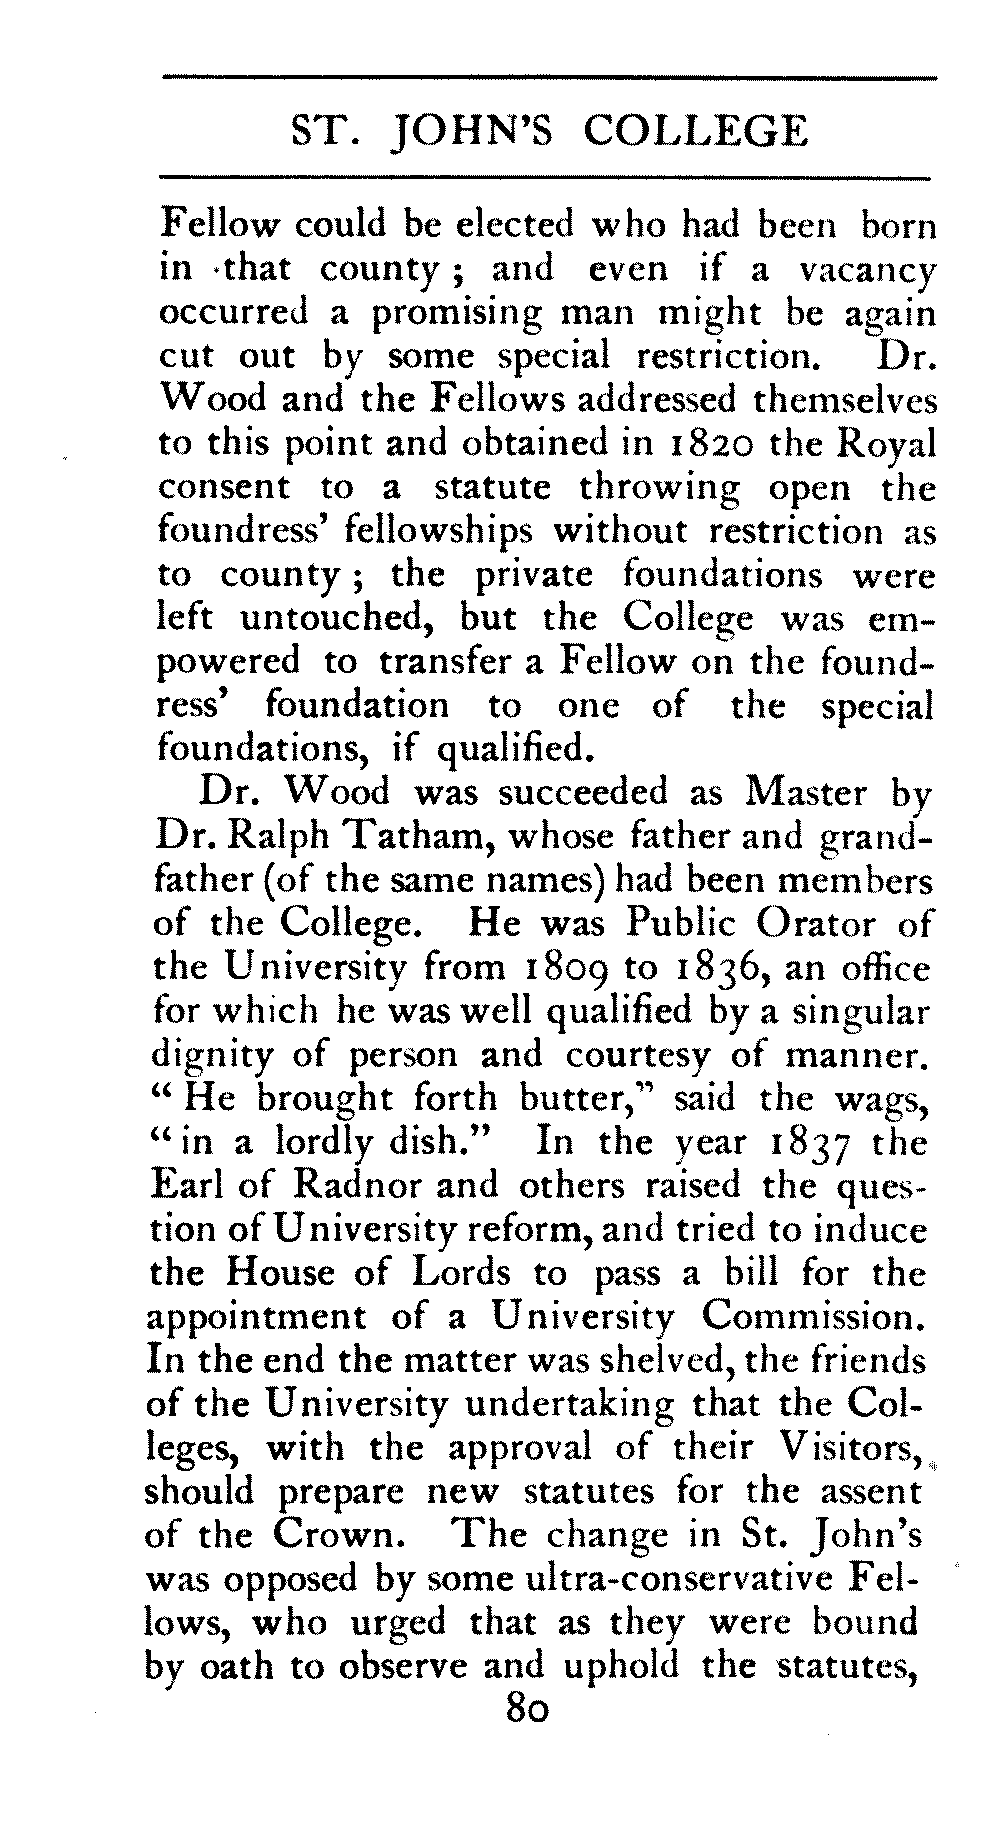 ST. JOHN'S COLLEGE
Fellow could be elected who had been born
in that county ; and even if a vacancy
occurred a promising man might be again
cut out by some special restriction. Dr.
Wood and the Fellows addressed themselves
to this point and obtained in 1820 the Royal
consent to a statute throwing open the
foundress' fellowships without restriction as
to county ; the private foundations were
left untouched, but the College was em-
powered to transfer a Fellow on the found-
ress' foundation to one of the special
foundations, if qualified.
Dr. Wood was succeeded as Master by
Dr. Ralph Tatham, whose father and grand-
father (of the same names) had been members
of the College. He was Public Orator of
the University from 1809 to 1836, an office
for which he was well qualified by a singular
dignity of person and courtesy of manner.
“ He brought forth butter,” said the wags,
“ in a lordly dish.” In the year 1837 the
Earl of Radnor and others raised the ques-
tion of University reform, and tried to induce
the House of Lords to pass a bill for the
appointment of a University Commission.
In the end the matter was shelved, the friends
of the University undertaking that the Col-
leges, with the approval of their Visitors,
should prepare new statutes for the assent
of the Crown. The change in St. John's
was opposed by some ultra-conservative Fel-
lows, who urged that as they were bound
by oath to observe and uphold the statutes,
80